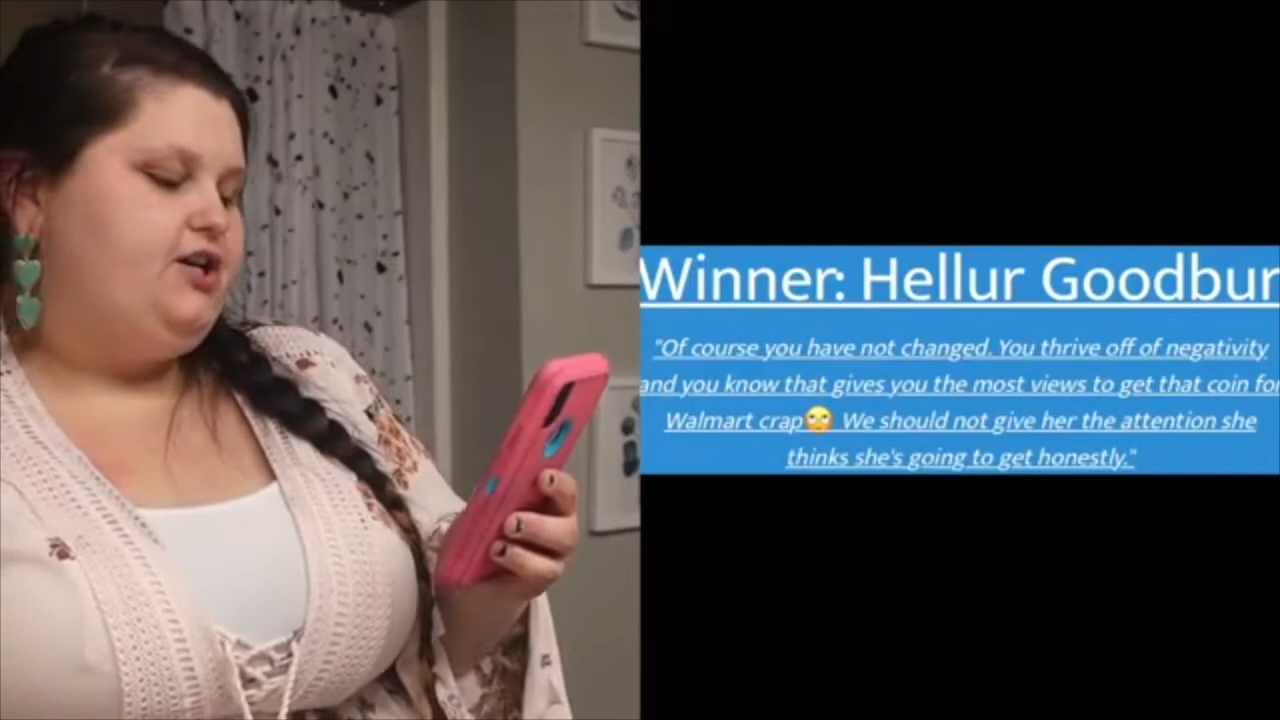 Winner: Hellur Goodbur
"Of course you have not changed. You thrive off of negativity
and you know that gives you the most views to get that coin for
Walmart crap🙄 We should not give her the attention she
thinks she's going to get honestly."